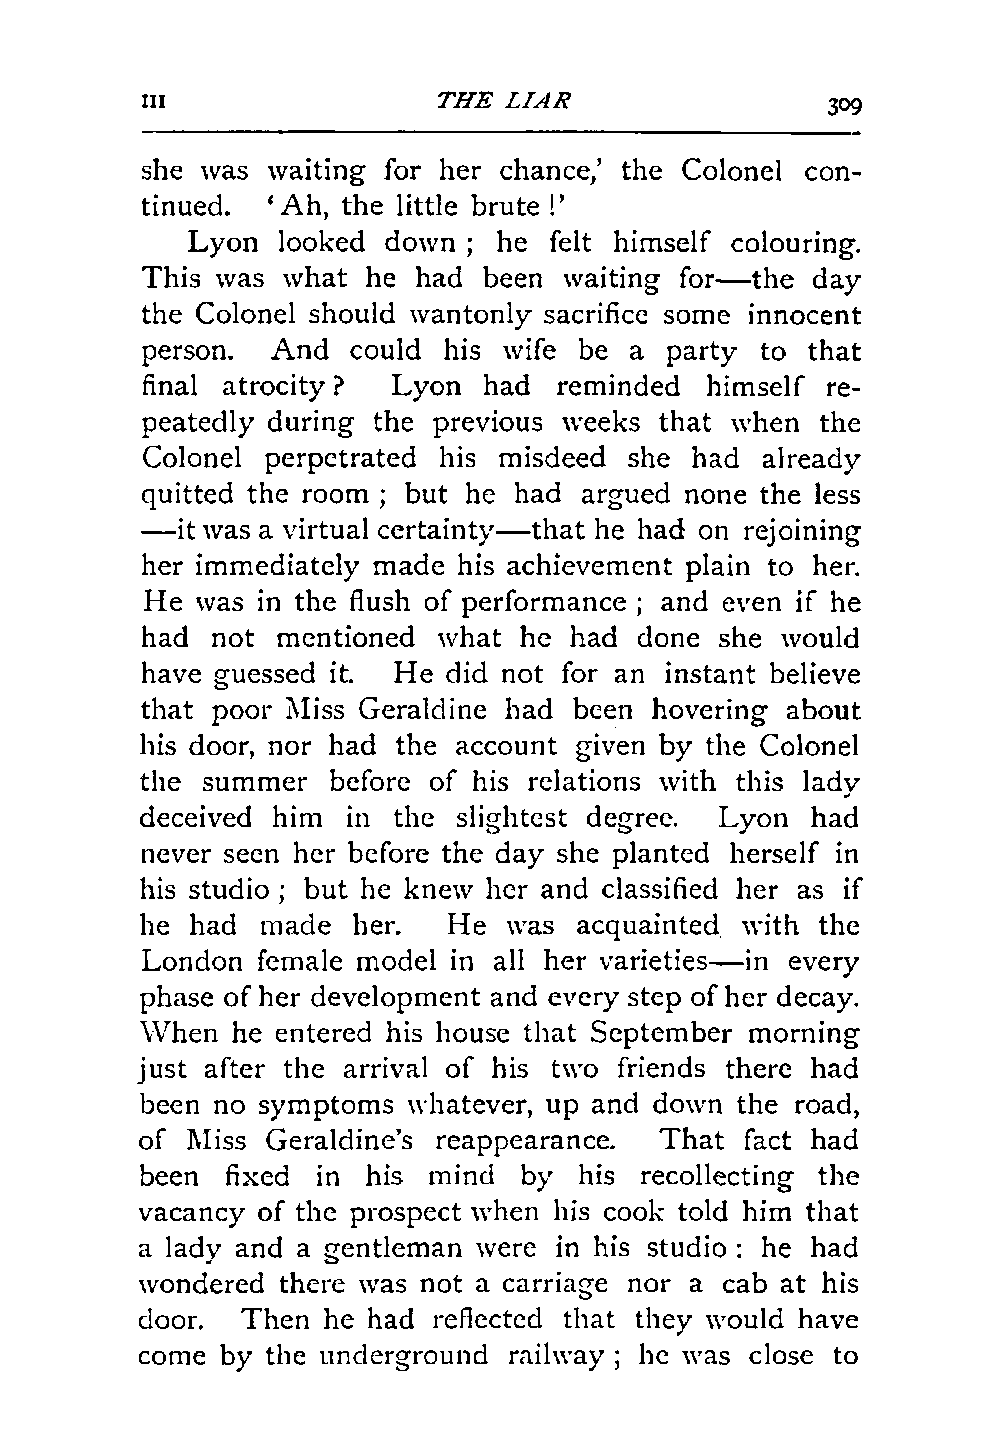 III THE LIAR 309
she was waiting for her chance,' the Colonel con-
tinued. 'Ah, the little brute!'
Lyon looked down; he felt himself colouring.
This was what he had been waiting for—the day
the Colonel should wantonly sacrifice some innocent
person. And could his wife be a party to that
final atrocity? Lyon had reminded himself re-
peatedly during the previous weeks that when the
Colonel perpetrated his misdeed she had already
quitted the room; but he had argued none the less
—it was a virtual certainty—that he had on rejoining
her immediately made his achievement plain to her.
He was in the flush of performance; and even if he
had not mentioned what he had done she would
have guessed it. He did not for an instant believe
that poor Miss Geraldine had been hovering about
his door, nor had the account given by the Colonel
the summer before of his relations with this lady
deceived him in the slightest degree. Lyon had
never seen her before the day she planted herself in
his studio; but he knew her and classified her as if
he had made her. He was acquainted with the
London female model in all her varieties—in every
phase of her development and every step of her decay.
When he entered his house that September morning
just after the arrival of his two friends there had
been no symptoms whatever, up and down the road,
of Miss Geraldine's reappearance. That fact had
been fixed in his mind by his recollecting the
vacancy of the prospect when his cook told him that
a lady and a gentleman were in his studio: he had
wondered there was not a carriage nor a cab at his
door. Then he had reflected that they would have
come by the underground railway; he was close to